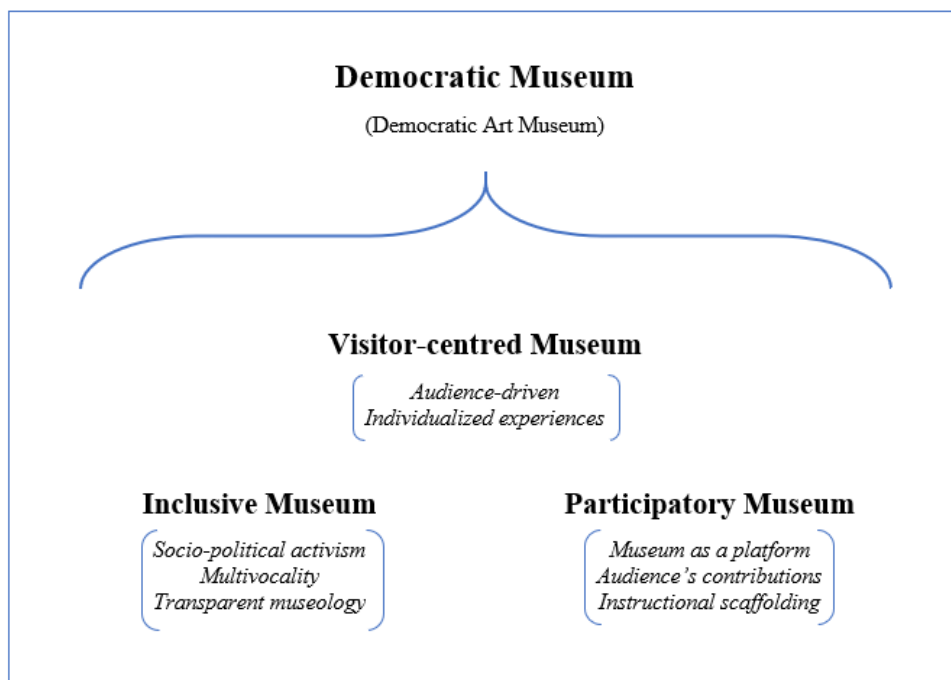 Democratic Museum
(Democratic Art Museum)
Visitor-centred Museum
Audience-driven
Individualized experiences
Inclusive Museum
Socio-political activism
Multivocality
Transparent museology
Participatory Museum
Museum as a platform
Audience's contributions
Instructional scaffolding